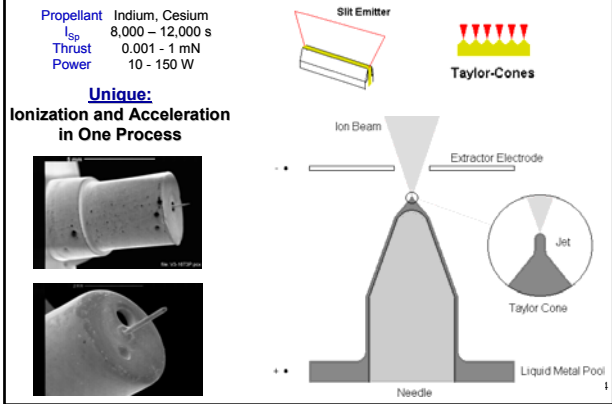 Propellant Indium, Cesium
ISp 8,000 – 12,000 s
Thrust 0.001 - 1 mN
Power 10 - 150 W
Unique:
Ionization and Acceleration
in One Process
Slit Emitter
Taylor-Cones
Ion Beam
Extractor Electrode
- •
Jet
Taylor Cone
+ •
Liquid Metal Pool
Needle